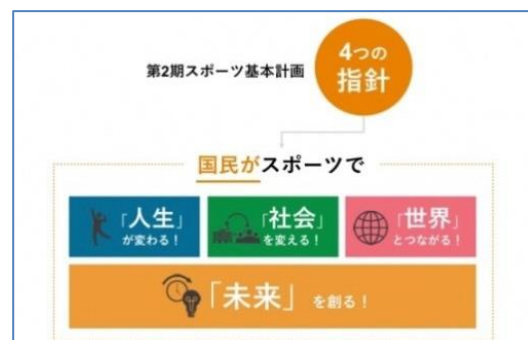 第2期スポーツ基本計画
4つの
指針
国民がスポーツで
「人生」
が変わる！
「社会」
を変える！
「世界」
とつながる！
「未来」を創る！